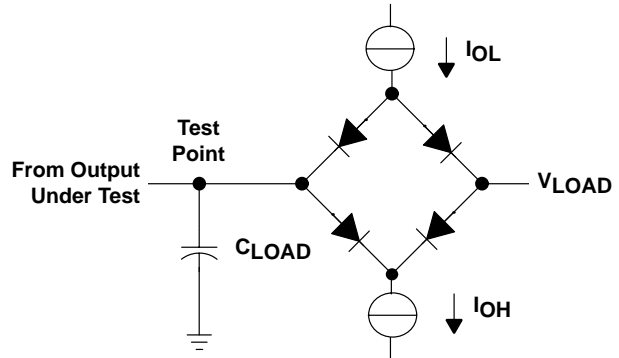 IOL
Test
Point
From Output
Under Test
VLOAD
CLOAD
IOH